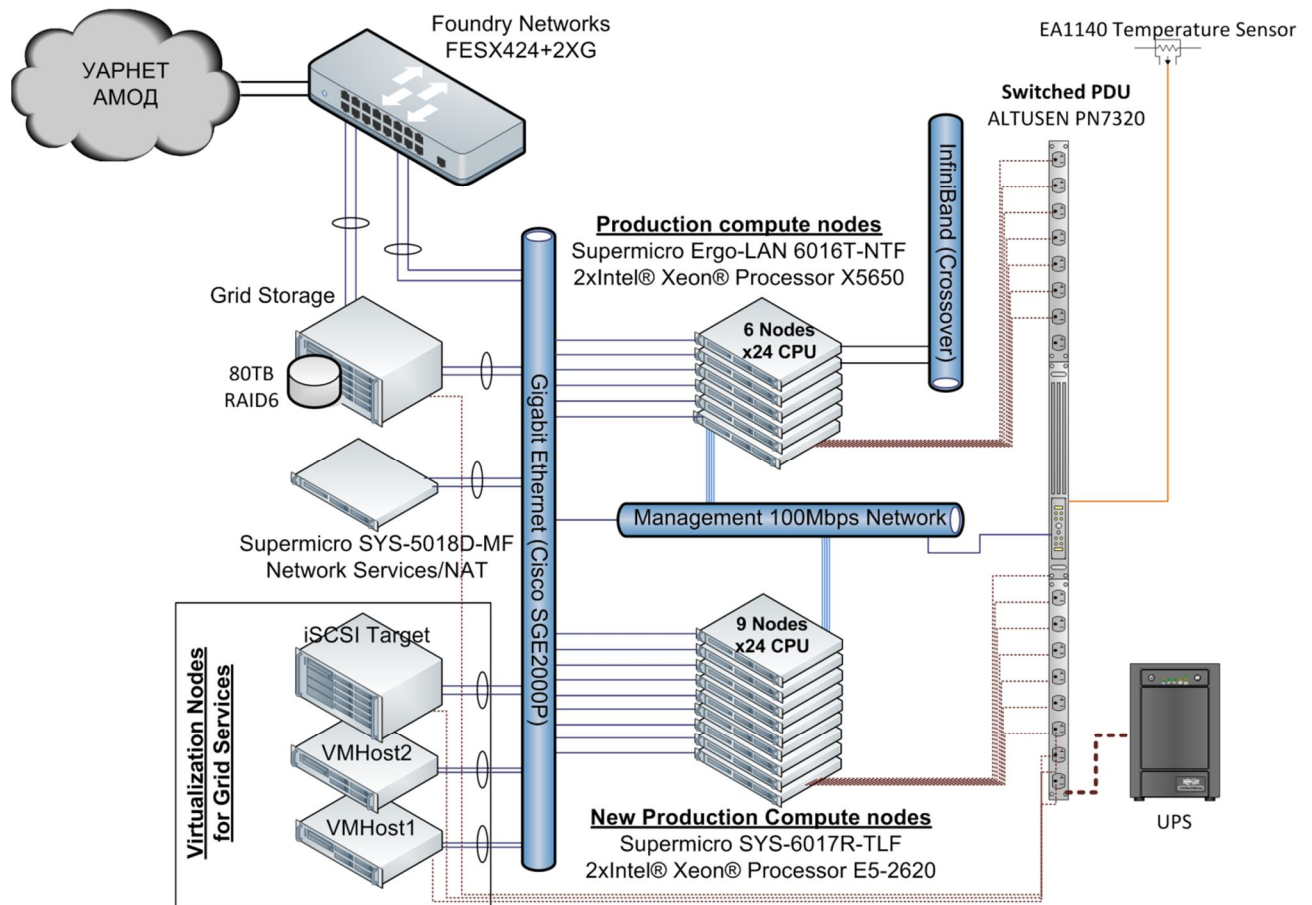 Foundry Networks
FESX424+2XG
УАРНЕТ
АМОД
EA1140 Temperature Sensor
Switched PDU
ALTUSEN PN7320
InfiniBand (Crossover)
Production compute nodes
Supermicro Ergo-LAN 6016T-NTF
2xIntel® Xeon® Processor X5650
Grid Storage
80TB
RAID6
6 Nodes
x24 CPU
Gigabit Ethernet (Cisco SGE2000P)
Management 100Mbps Network
Supermicro SYS-5018D-MF
Network Services/NAT
Virtualization Nodes
for Grid Services
iSCSI Target
VMHost2
VMHost1
9 Nodes
x24 CPU
New Production Compute nodes
Supermicro SYS-6017R-TLF
2xIntel® Xeon® Processor E5-2620
UPS